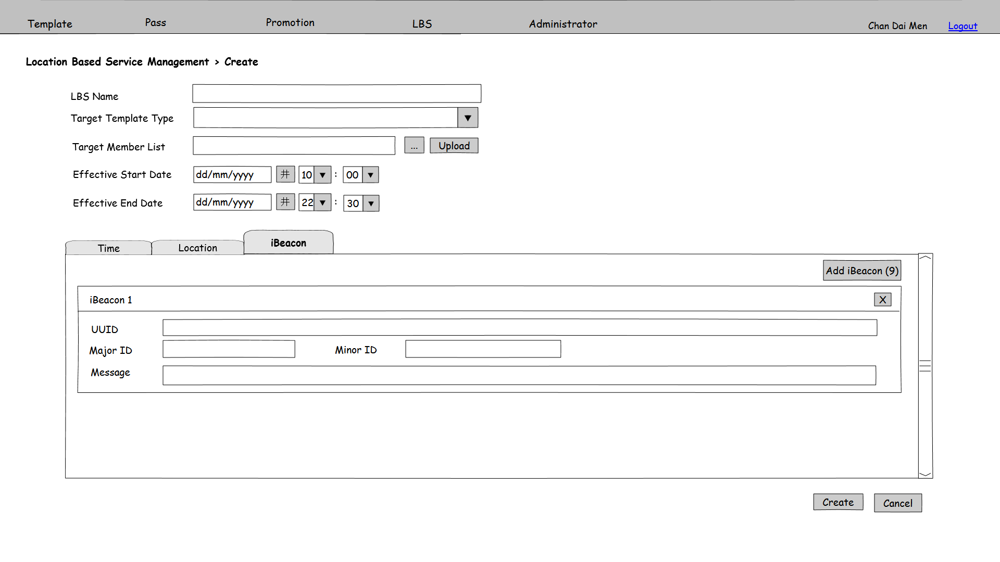 Template Pass Promotion LBS Administrator Chan Dai Men Logout
Location Based Service Management > Create
LBS Name
Target Template Type ▼
Target Member List ... Upload
Effective Start Date dd/mm/yyyy 井 10 ▼ : 00 ▼
Effective End Date dd/mm/yyyy 井 22 ▼ : 30 ▼
Time Location iBeacon
Add iBeacon (9)
iBeacon 1 X
UUID
Major ID Minor ID
Message
Create Cancel